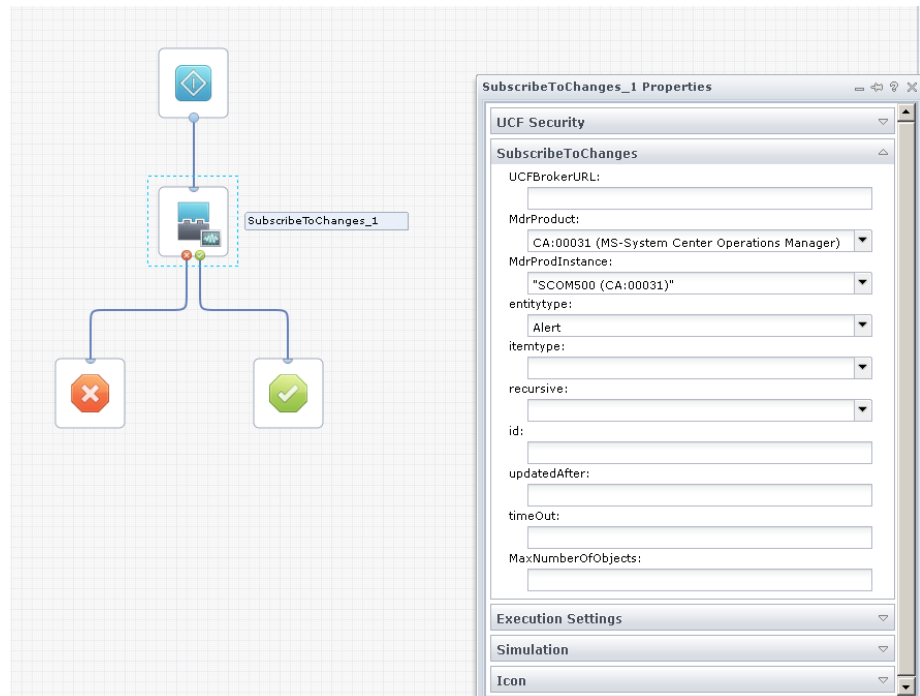 SubscribeToChanges_1 Properties
UCF Security
SubscribeToChanges
UCFBrokerURL:
MdrProduct:
CA:00031 (MS-System Center Operations Manager)
MdrProdInstance:
"SCOM500 (CA:00031)"
entitytype:
Alert
itemtype:
recursive:
id:
updatedAfter:
timeOut:
MaxNumberOfObjects:
Execution Settings
Simulation
Icon
SubscribeToChanges_1